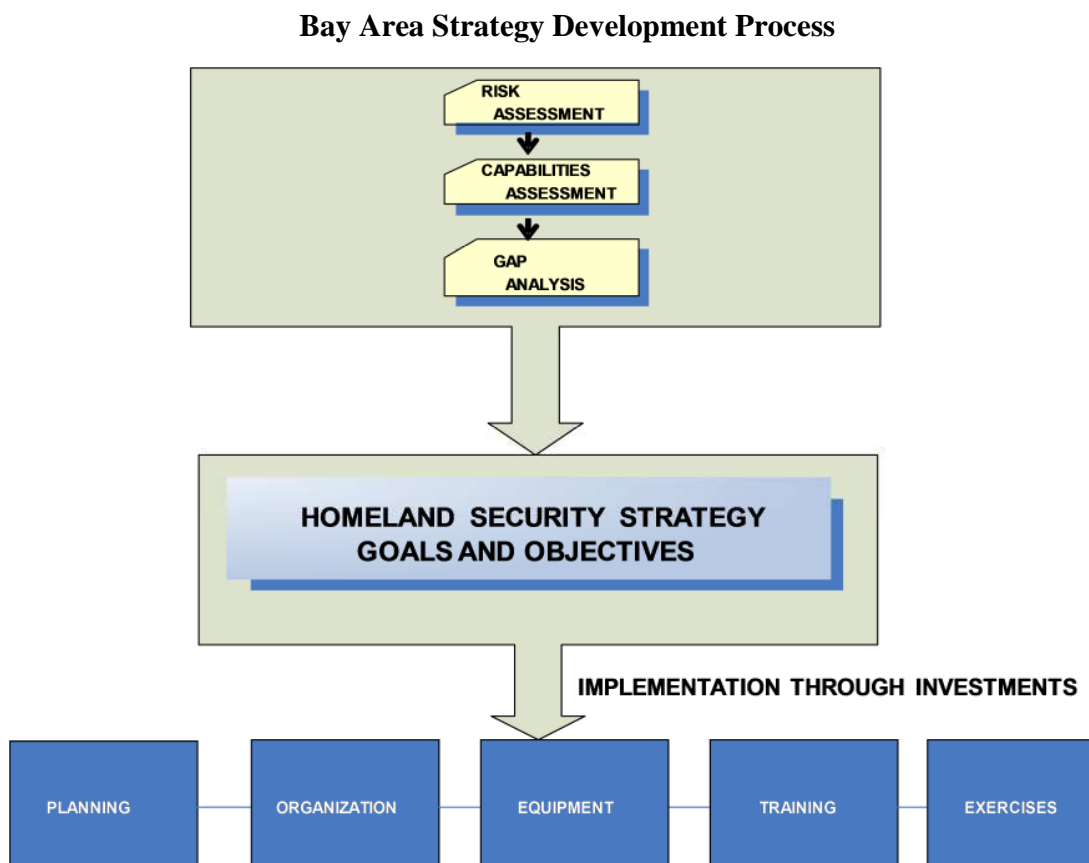 Bay Area Strategy Development Process
RISK
ASSESSMENT
CAPABILITIES
ASSESSMENT
GAP
ANALYSIS
HOMELAND SECURITY STRATEGY
GOALS AND OBJECTIVES
IMPLEMENTATION THROUGH INVESTMENTS
PLANNING
ORGANIZATION
EQUIPMENT
TRAINING
EXERCISES